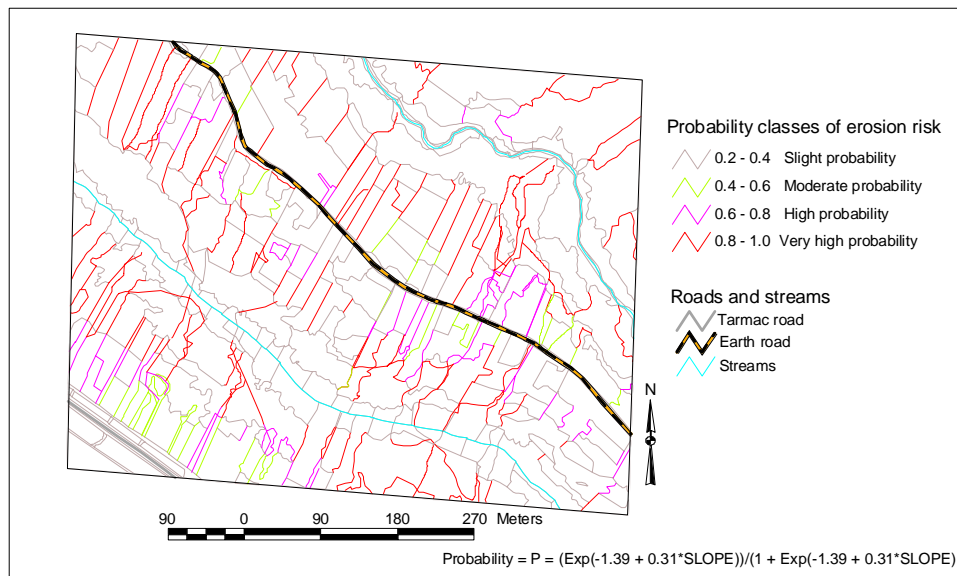 Probability classes of erosion risk
0.2 - 0.4 Slight probability
0.4 - 0.6 Moderate probability
0.6 - 0.8 High probability
0.8 - 1.0 Very high probability
Roads and streams
Tarmac road
Earth road
Streams
N
90 0 90 180 270 Meters
Probability = P = (Exp(-1.39 + 0.31*SLOPE))/(1 + Exp(-1.39 + 0.31*SLOPE)